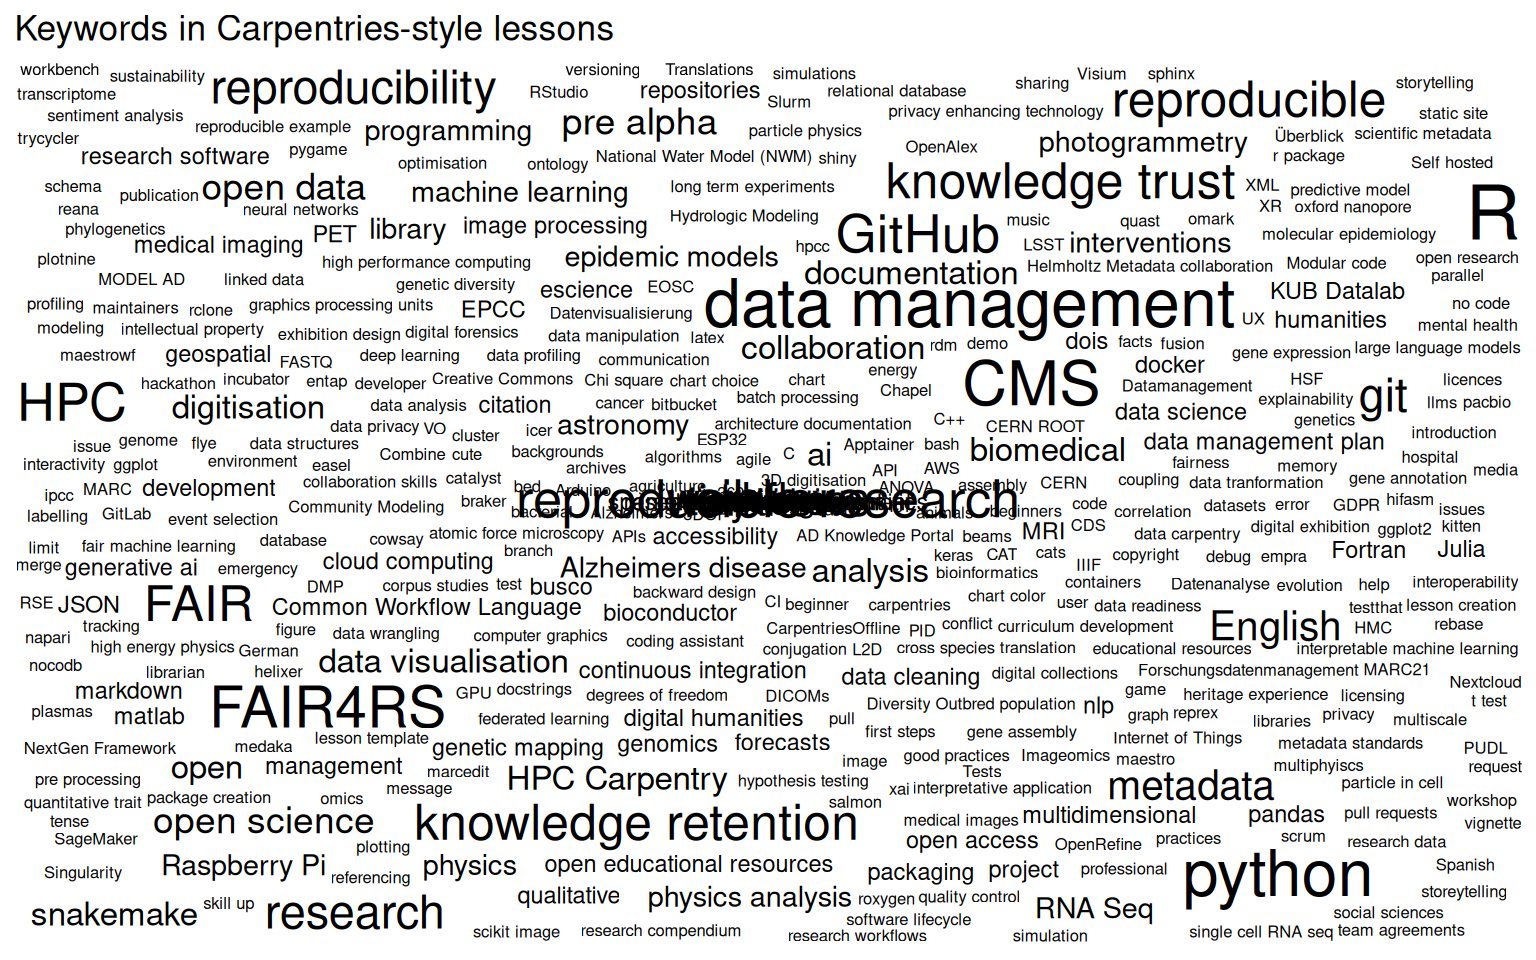 Keywords in Carpentries-style lessons
workbench sustainability reproducibility versioning Translations simulations sharing Visium sphinx storytelling
transcriptome RStudio repositories Slurm relational database privacy enhancing technology reproducible static site
sentiment analysis reproducible example programming pre alpha particle physics photogrammetry Überblick scientific metadata
trycycler research software pygame optimisation ontology National Water Model (NWM) shiny OpenAlex r package Self hosted
schema publication open data machine learning long term experiments knowledge trust XML predictive model R
reana neural networks XR oxford nanopore
phylogenetics PET library image processing Hydrologic Modeling GitHub music quast omark molecular epidemiology
medical imaging hpcc LSST interventions
plotnine high performance computing epidemic models documentation Helmholtz Metadata collaboration Modular code open research
MODEL AD linked data genetic diversity escience EOSC parallel
profiling maintainers rclone graphics processing units EPCC Datenvisualisierung data management KUB Datalab no code
modeling intellectual property exhibition design digital forensics data manipulation latex UX humanities mental health
maestrowf geospatial FASTQ deep learning data profiling communication collaboration rdm demo dois facts fusion gene expression large language models
HPC hackathon incubator entap developer Creative Commons Chi square chart choice chart energy CMS docker HSF licences
digitisation data analysis citation cancer bitbucket batch processing Chapel Datamanagement explainability git llms pacbio
data privacy VO cluster icer astronomy architecture documentation C++ CERN ROOT data science genetics introduction
issue genome flye data structures Combine cute backgrounds ESP32 C ai Apptainer bash biomedical data management plan hospital
interactivity ggplot environment easel archives algorithms agile API AWS fairness memory media
ipcc MARC development collaboration skills catalyst bed Arduino agriculture 3D digitisation ANOVA assembly CERN coupling data tranformation gene annotation
labelling GitLab event selection Community Modeling braker bacterial reproducible research animals beginners code correlation datasets error GDPR hifasm issues
limit fair machine learning database cowsay atomic force microscopy APIs accessibility AD Knowledge Portal beams MRI CDS data carpentry digital exhibition ggplot2 kitten
merge generative ai emergency cloud computing branch Alzheimers disease analysis keras CAT cats bioinformatics IIIF copyright debug empra Fortran Julia
RSE JSON FAIR DMP corpus studies test busco backward design chart color containers Datenanalyse evolution help interoperability
tracking Common Workflow Language bioconductor CI beginner carpentries user data readiness English testthat lesson creation
napari figure data wrangling computer graphics coding assistant CarpentriesOffline PID conflict curriculum development HMC rebase
high energy physics German conjugation L2D cross species translation educational resources interpretable machine learning
nocodb librarian helixer data visualisation continuous integration data cleaning digital collections Forschungsdatenmanagement MARC21 Nextcloud
markdown FAIR4RS GPU docstrings degrees of freedom DICOMs Diversity Outbred population nlp game heritage experience licensing t test
plasmas matlab federated learning digital humanities pull graph reprex libraries privacy multiscale
NextGen Framework medaka lesson template genetic mapping genomics forecasts first steps gene assembly Internet of Things metadata standards PUDL
pre processing open management marcedit HPC Carpentry hypothesis testing image good practices Imageomics maestro multiphyiscs request
quantitative trait package creation omics message salmon Tests xai interpretative application metadata particle in cell workshop
tense open science knowledge retention medical images multidimensional pandas pull requests vignette
SageMaker plotting open access OpenRefine practices scrum research data
Singularity Raspberry Pi referencing physics open educational resources packaging project professional python Spanish
snakemake skill up research qualitative physics analysis roxygen quality control RNA Seq storeytelling
scikit image research compendium software lifecycle social sciences
research workflows simulation single cell RNA seq team agreements